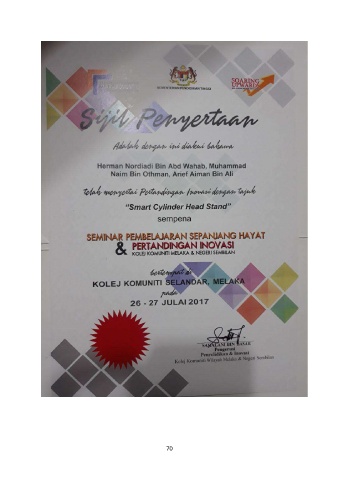 SOARING
UPWARDS
Sijil Penyertaan
Adalah dengan ini diakui bahawa
Herman Nordiadi Bin Abd Wahab, Muhammad
Naim Bin Othman, Arief Aiman Bin Ali
telah menyertai Pertandingan Inovasi dengan tajuk
"Smart Cylinder Head Stand"
sempena
SEMINAR PEMBELAJARAN SEPANJANG HAYAT
& PERTANDINGAN INOVASI
KOLEJ KOMUNITI MELAKA & NEGERI SEMBILAN
bertempat di
KOLEJ KOMUNITI SELANDAR, MELAKA
pada
26 - 27 JULAI 2017
Pengarah
Penyelidikan & Inovasi
Kolej Komuniti Wilayah Melaka & Negeri Sembilan
70